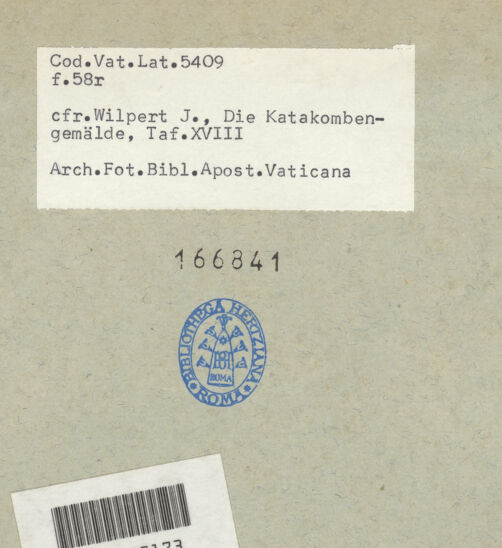 Cod.Vat.Lat.5409
f.58r
cfr.Wilpert J., Die Katakomben-
gemälde, Taf.XVIII
Arch.Fot.Bibl.Apost.Vaticana
166841
BIBLIOTHECA HERTZIANA
ROMA
ROMA